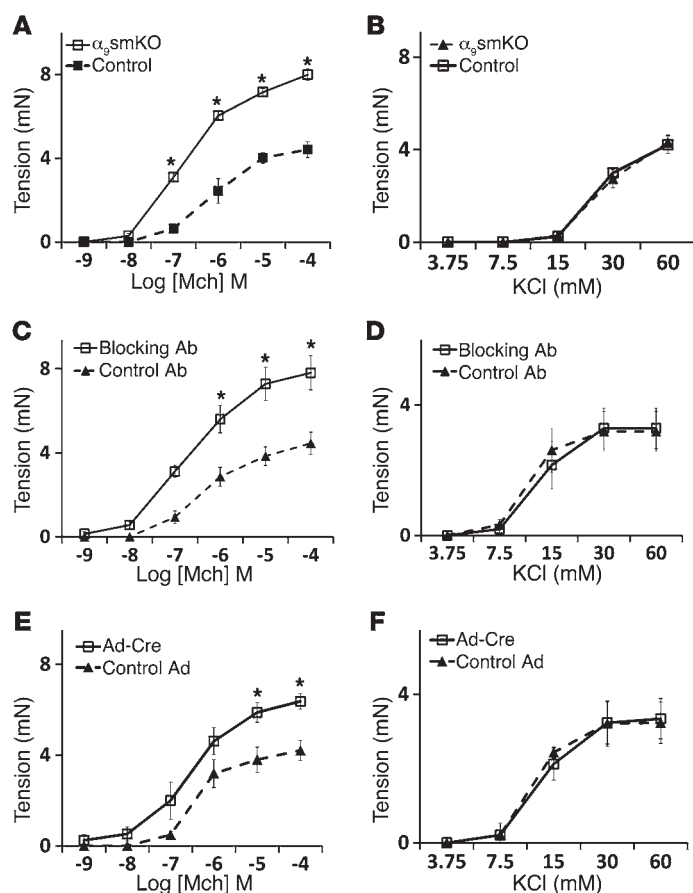 A
α₉smKO
Control
Tension (mN)
8
4
0
* * * *
-9 -8 -7 -6 -5 -4
Log [Mch] M
B
α₉smKO
Control
Tension (mN)
8
4
0
3.75 7.5 15 30 60
KCl (mM)
C
Blocking Ab
Control Ab
Tension (mN)
8
4
0
* * *
-9 -8 -7 -6 -5 -4
Log [Mch] M
D
Blocking Ab
Control Ab
Tension (mN)
4
0
3.75 7.5 15 30 60
KCl (mM)
E
Ad-Cre
Control Ad
Tension (mN)
8
4
0
* *
-9 -8 -7 -6 -5 -4
Log [Mch] M
F
Ad-Cre
Control Ad
Tension (mN)
4
0
3.75 7.5 15 30 60
KCl (mM)